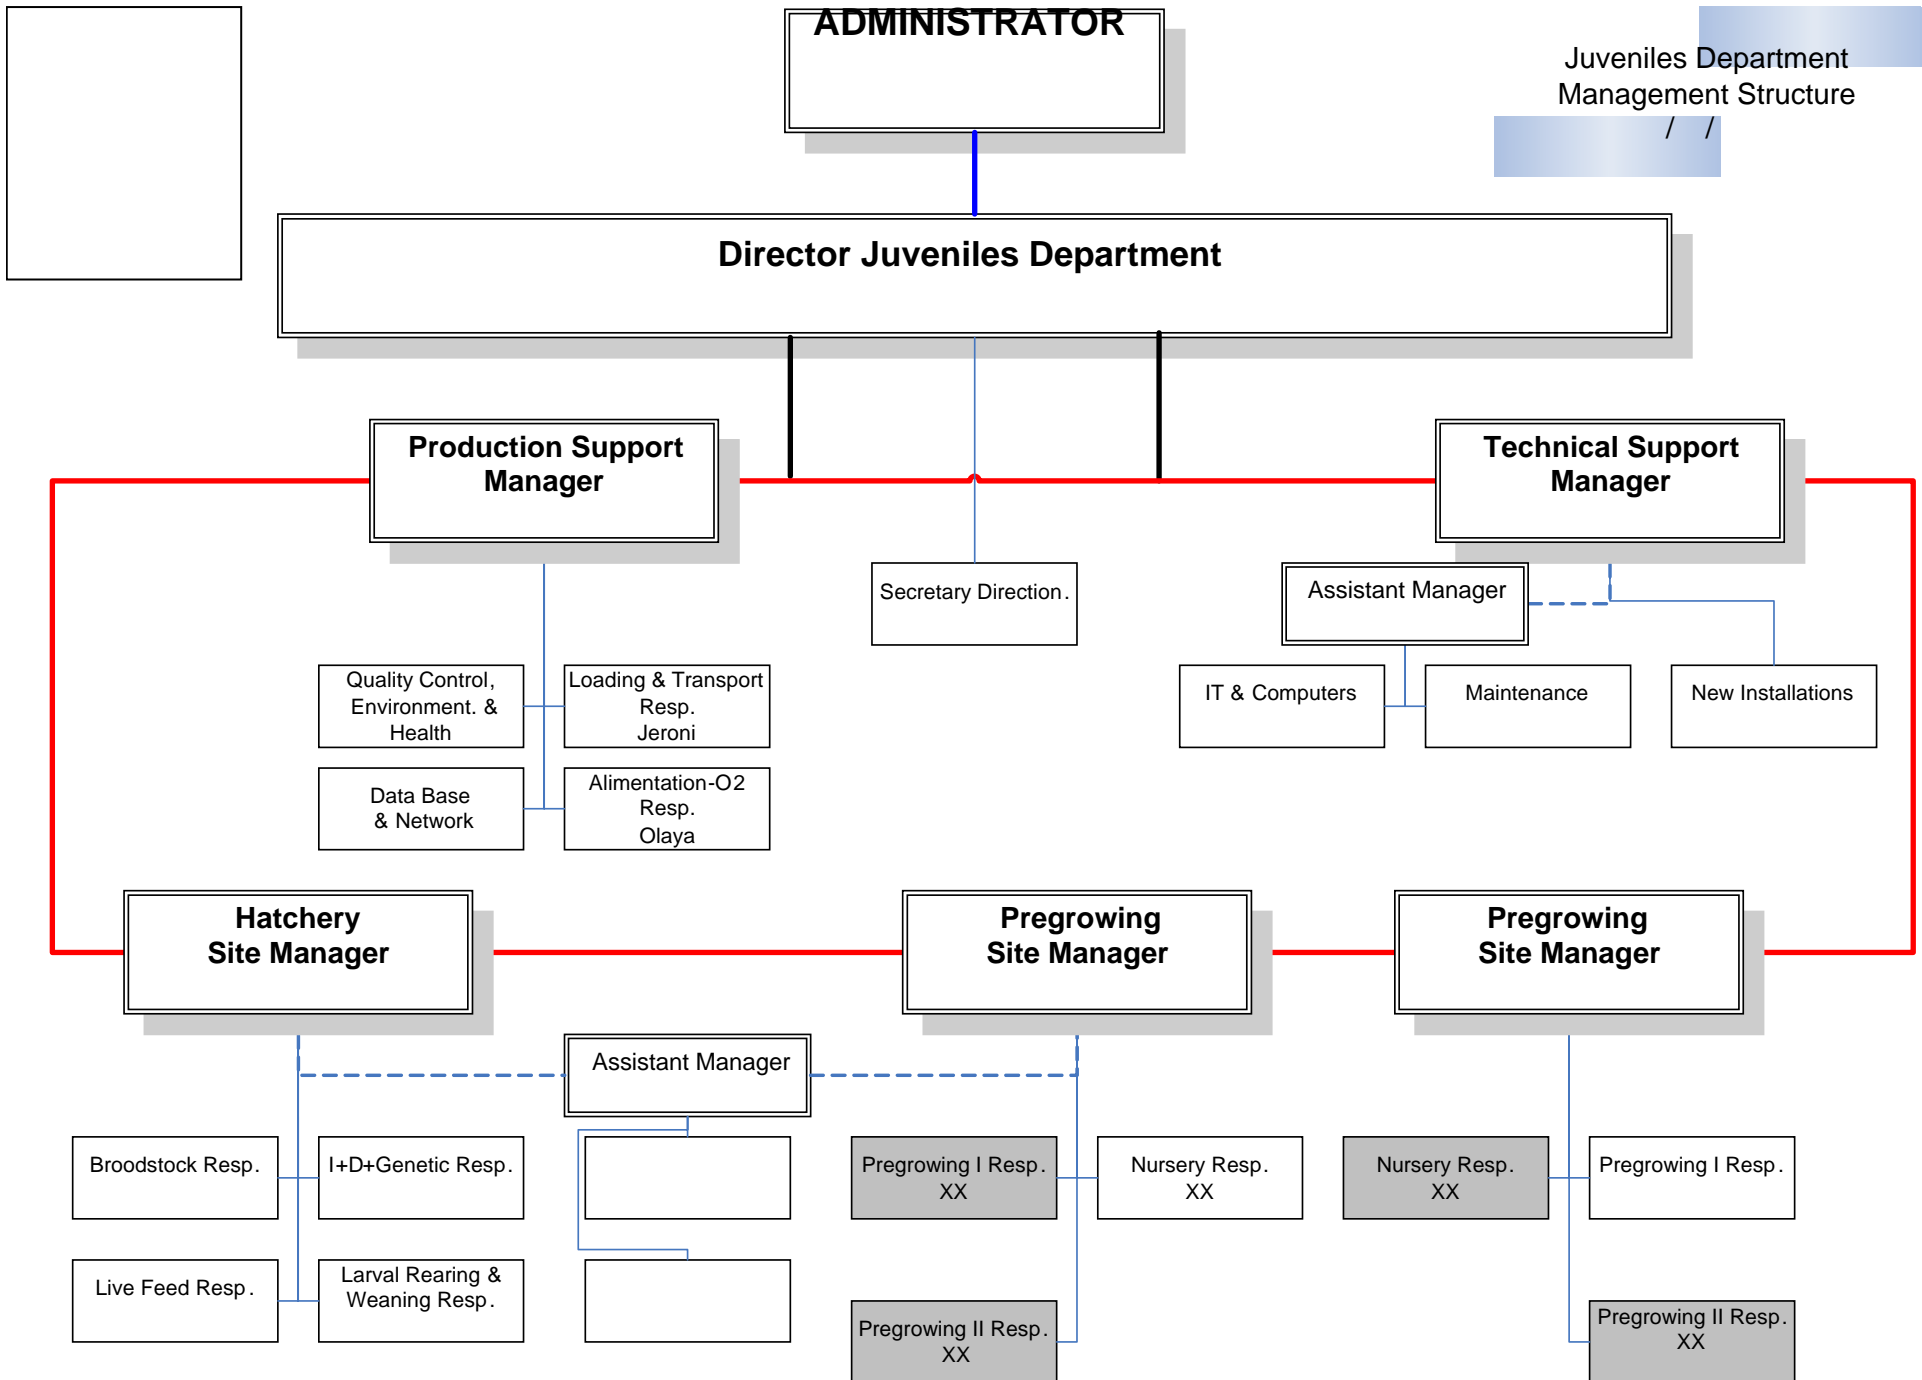 ADMINISTRATOR
Juveniles Department
Management Structure
/ /
Director Juveniles Department
Production Support
Manager
Technical Support
Manager
Secretary Direction.
Assistant Manager
Quality Control,
Environment. &
Health
Loading & Transport
Resp.
Jeroni
IT & Computers
Maintenance
New Installations
Data Base
& Network
Alimentation-O2
Resp.
Olaya
Hatchery
Site Manager
Pregrowing
Site Manager
Pregrowing
Site Manager
Assistant Manager
Broodstock Resp.
I+D+Genetic Resp.
Pregrowing I Resp.
XX
Nursery Resp.
XX
Nursery Resp.
XX
Pregrowing I Resp.
Live Feed Resp.
Larval Rearing &
Weaning Resp.
Pregrowing II Resp.
XX
Pregrowing II Resp.
XX